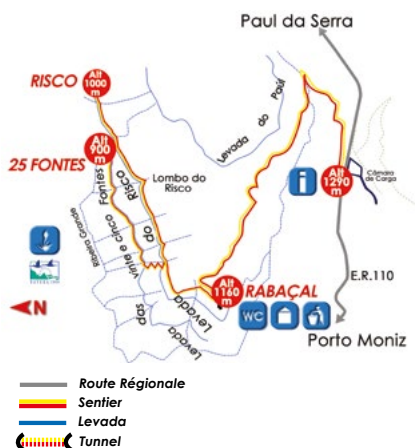 Paul da Serra
RISCO
Alt
1000
m
Alt
900
m
25 FONTES
Levada do Paúl
Lombo do
Risco
Levada do Risco
Levada das vinte e cinco Fontes
Ribeira Grande
i
Alt
1290
m
Câmara
de Carga
E.R.110
N
Alt
1160
m
RABAÇAL
WC
Porto Moniz
Route Régionale
Sentier
Levada
Tunnel